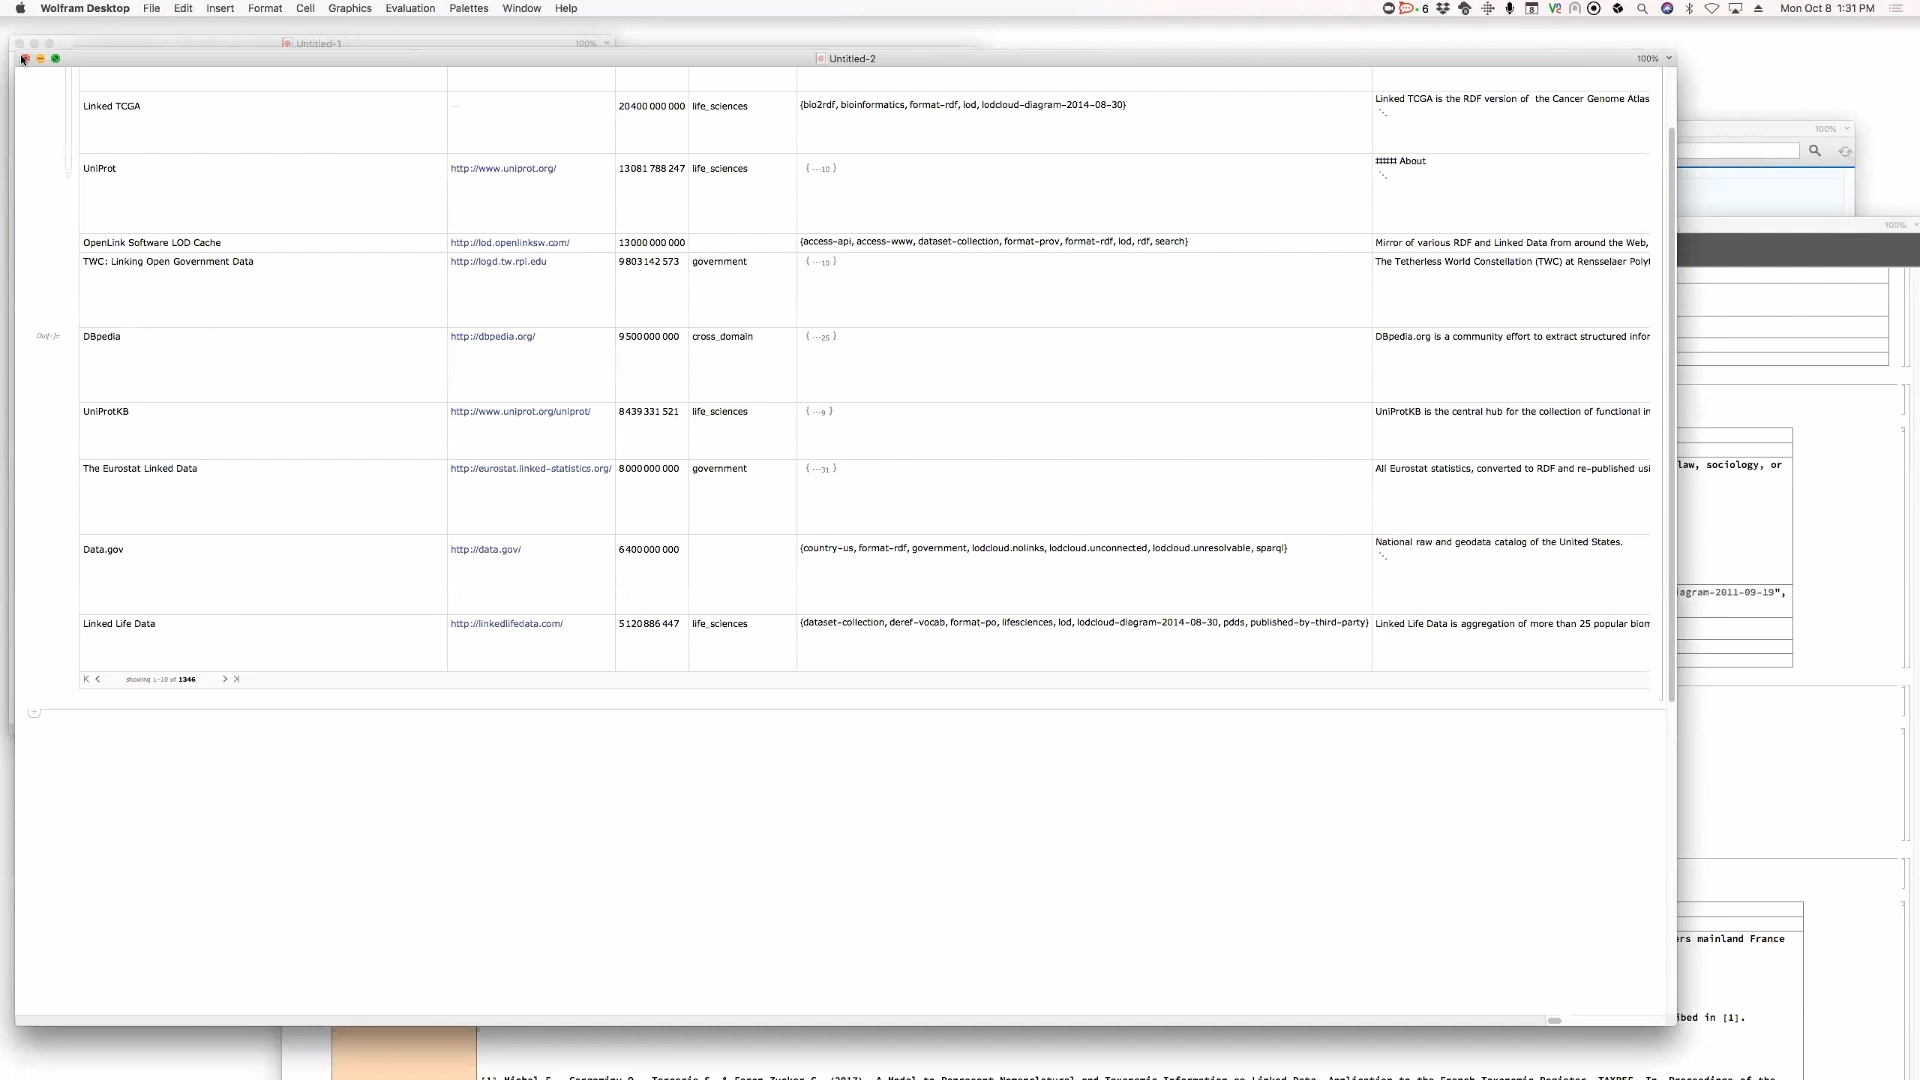 Wolfram Desktop File Edit Insert Format Cell Graphics Evaluation Palettes Window Help 6 Mon Oct 8 1:31 PM
Untitled-1 100%
Untitled-2 100%
Linked TCGA — 20400000000 life_sciences {bio2rdf, bioinformatics, format-rdf, lod, lodcloud-diagram-2014-08-30} Linked TCGA is the RDF version of the Cancer Genome Atlas
100%
UniProt http://www.uniprot.org/ 13081788247 life_sciences { ...10 } ##### About
100%
OpenLink Software LOD Cache http://lod.openlinksw.com/ 13000000000 {access-api, access-www, dataset-collection, format-prov, format-rdf, lod, rdf, search} Mirror of various RDF and Linked Data from around the Web,
TWC: Linking Open Government Data http://logd.tw.rpi.edu 9803142573 government { ...10 } The Tetherless World Constellation (TWC) at Rensselaer Polyt
Out[-]=
DBpedia http://dbpedia.org/ 9500000000 cross_domain { ...25 } DBpedia.org is a community effort to extract structured infor
UniProtKB http://www.uniprot.org/uniprot/ 8439331521 life_sciences { ...9 } UniProtKB is the central hub for the collection of functional in
The Eurostat Linked Data http://eurostat.linked-statistics.org/ 8000000000 government { ...31 } All Eurostat statistics, converted to RDF and re-published usi
law, sociology, or
Data.gov http://data.gov/ 6400000000 {country-us, format-rdf, government, lodcloud.nolinks, lodcloud.unconnected, lodcloud.unresolvable, sparql} National raw and geodata catalog of the United States.
iagram-2011-09-19",
Linked Life Data http://linkedlifedata.com/ 5120886447 life_sciences {dataset-collection, deref-vocab, format-po, lifesciences, lod, lodcloud-diagram-2014-08-30, pdds, published-by-third-party} Linked Life Data is aggregation of more than 25 popular biom
showing 1-10 of 1346
ers mainland France
ibed in [1].